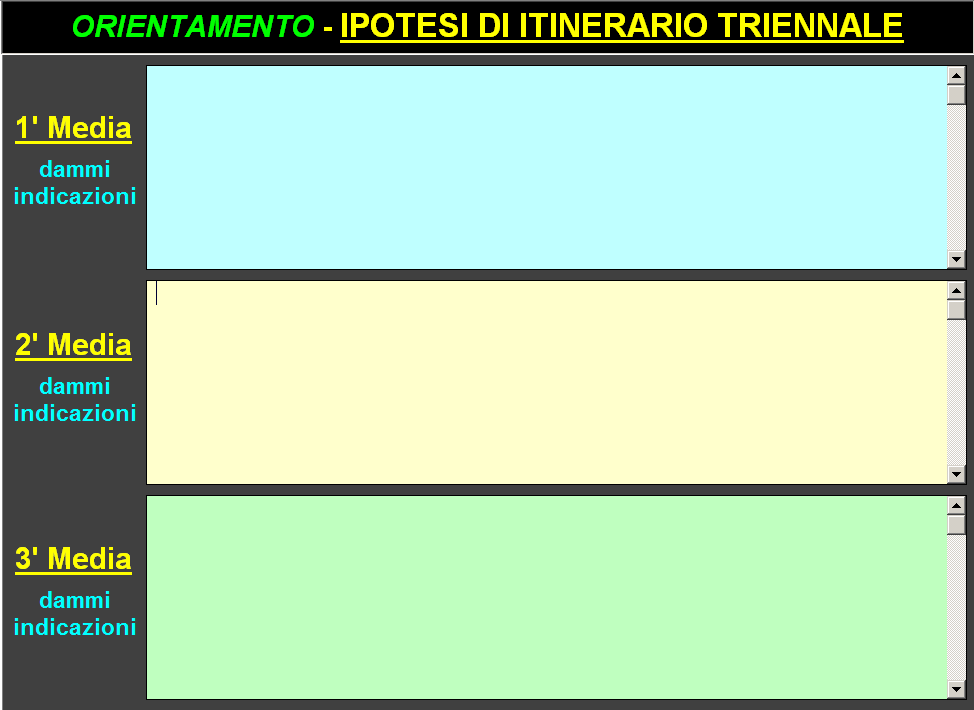 ORIENTAMENTO - IPOTESI DI ITINERARIO TRIENNALE
1' Media
dammi
indicazioni
2' Media
dammi
indicazioni
3' Media
dammi
indicazioni